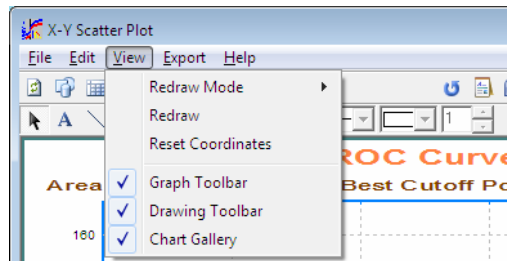 X-Y Scatter Plot
File Edit View Export Help
Redraw Mode
A 1
Redraw
Reset Coordinates
ROC Curve
Graph Toolbar
Area Best Cutoff Po
Drawing Toolbar
160
Chart Gallery